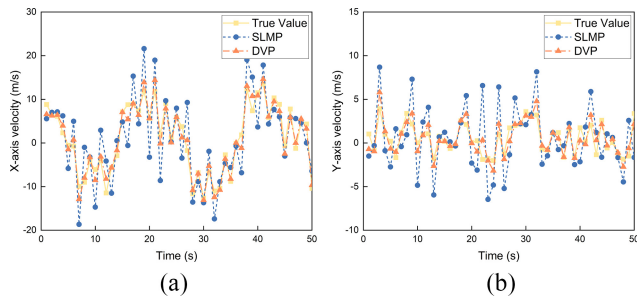 True Value
SLMP
DVP
X-axis velocity (m/s)
30
20
10
0
-10
-20
0
10
20
30
40
50
Time (s)
(a)
True Value
SLMP
DVP
Y-axis velocity (m/s)
15
10
5
0
-5
-10
0
10
20
30
40
50
Time (s)
(b)